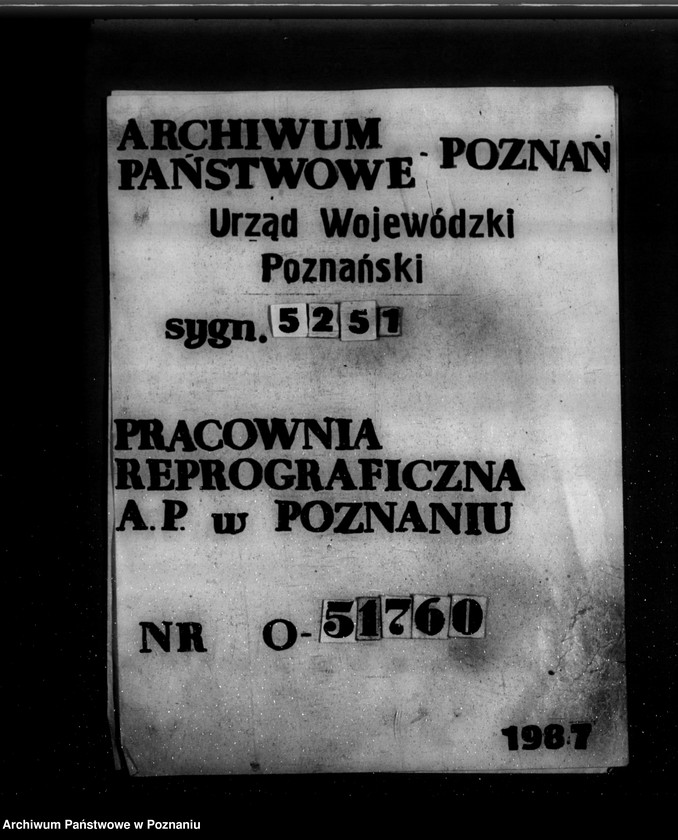 ARCHIWUM
PAŃSTWOWE - POZNAŃ
Urząd Wojewódzki
Poznański
sygn. 5251
PRACOWNIA
REPROGRAFICZNA
A.P. w POZNANIU
NR O-51760
1987
Archiwum Państwowe w Poznaniu